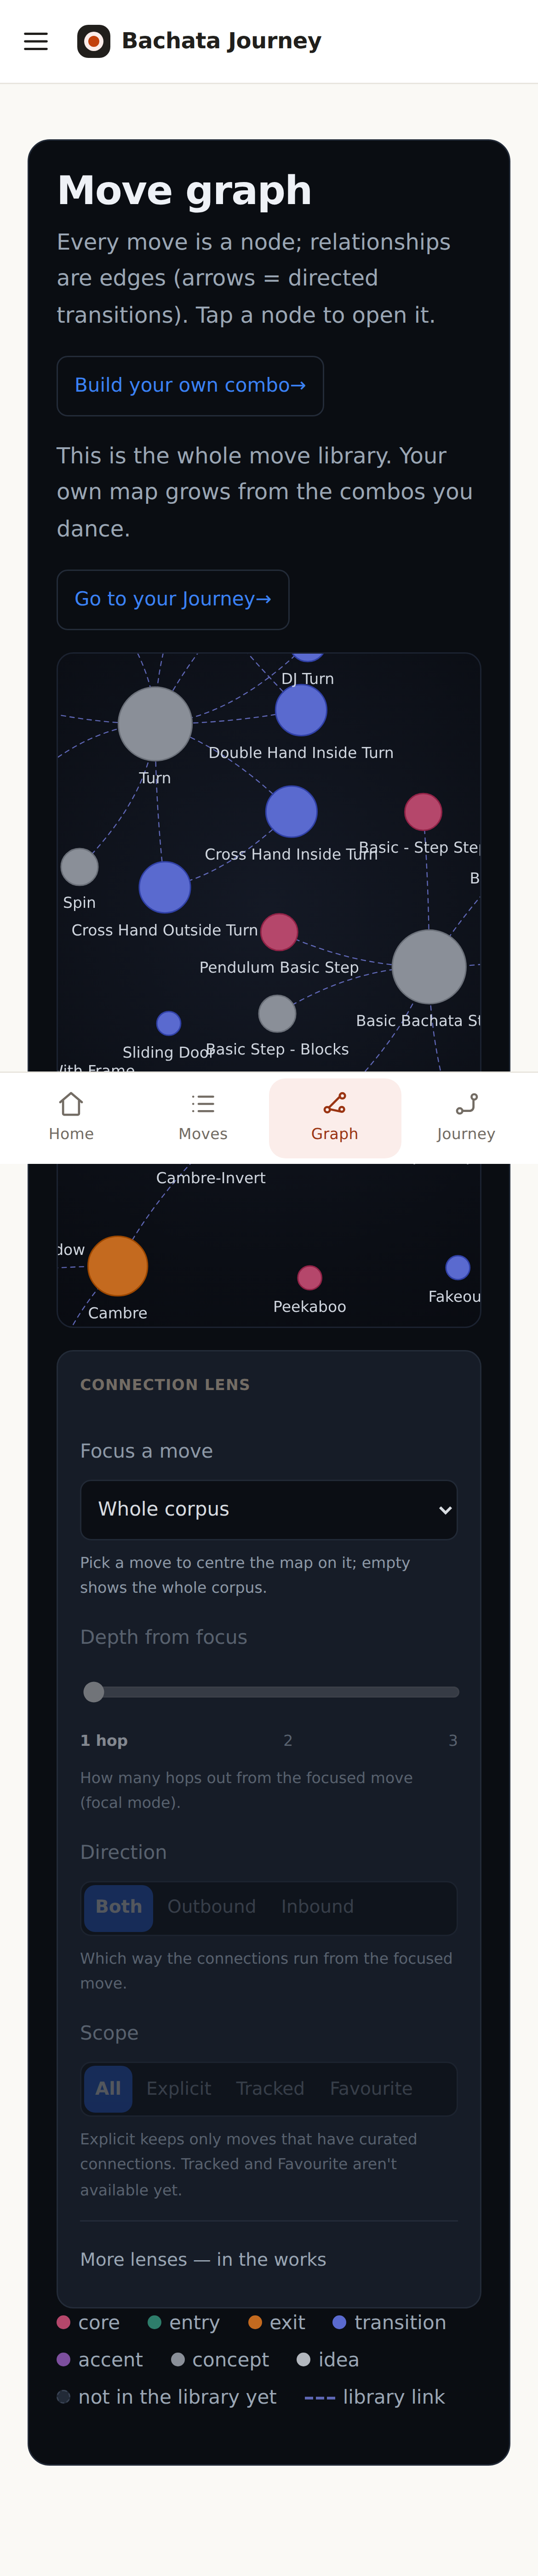 Bachata Journey
Move graph
Every move is a node; relationships
are edges (arrows = directed
transitions). Tap a node to open it.
Build your own combo→
This is the whole move library. Your
own map grows from the combos you
dance.
Go to your Journey→
DJ Turn
Double Hand Inside Turn
Turn
Cross Hand Inside Turn
Basic - Step Step
B
Spin
Cross Hand Outside Turn
Pendulum Basic Step
Basic Bachata St
Sliding Door
Basic Step - Blocks
With Frame
Home
Moves
Graph
Journey
Cambre-Invert
dow
Cambre
Peekaboo
Fakeou
CONNECTION LENS
Focus a move
Whole corpus
Pick a move to centre the map on it; empty
shows the whole corpus.
Depth from focus
1 hop 2 3
How many hops out from the focused move
(focal mode).
Direction
Both Outbound Inbound
Which way the connections run from the focused
move.
Scope
All Explicit Tracked Favourite
Explicit keeps only moves that have curated
connections. Tracked and Favourite aren't
available yet.
More lenses — in the works
core entry exit transition
accent concept idea
not in the library yet library link